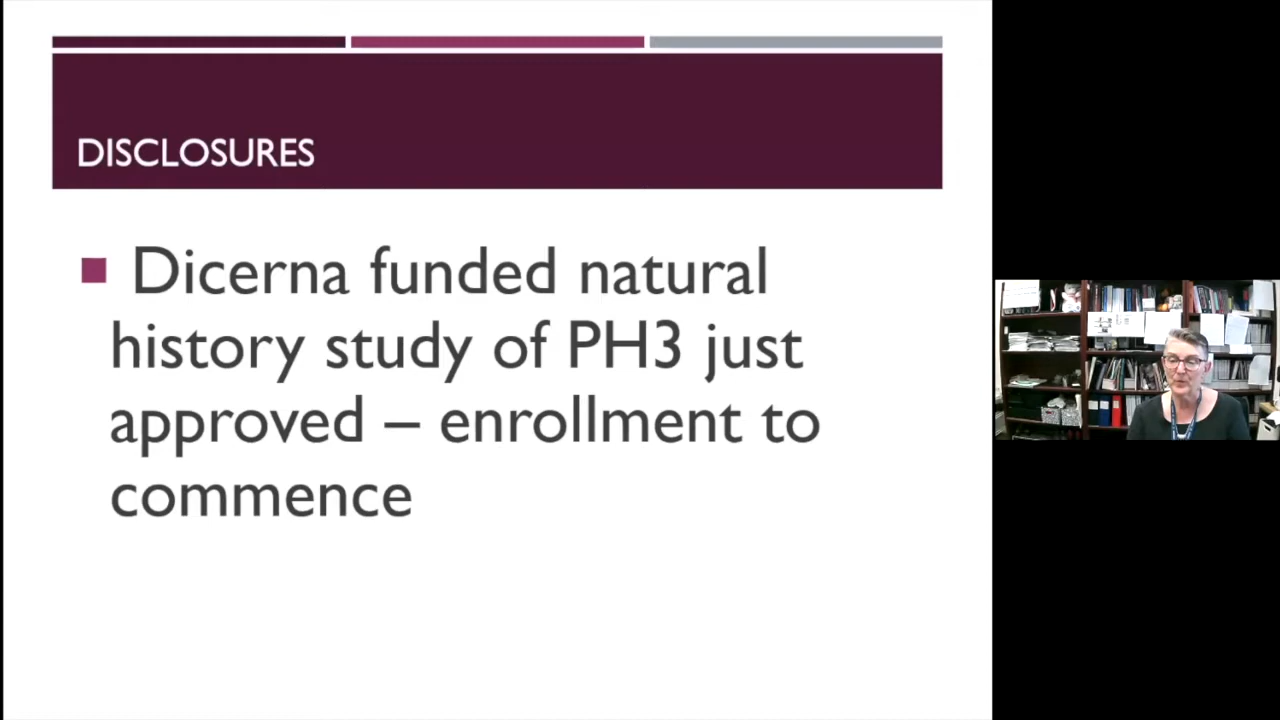 DISCLOSURES
Dicerna funded natural
history study of PH3 just
approved – enrollment to
commence